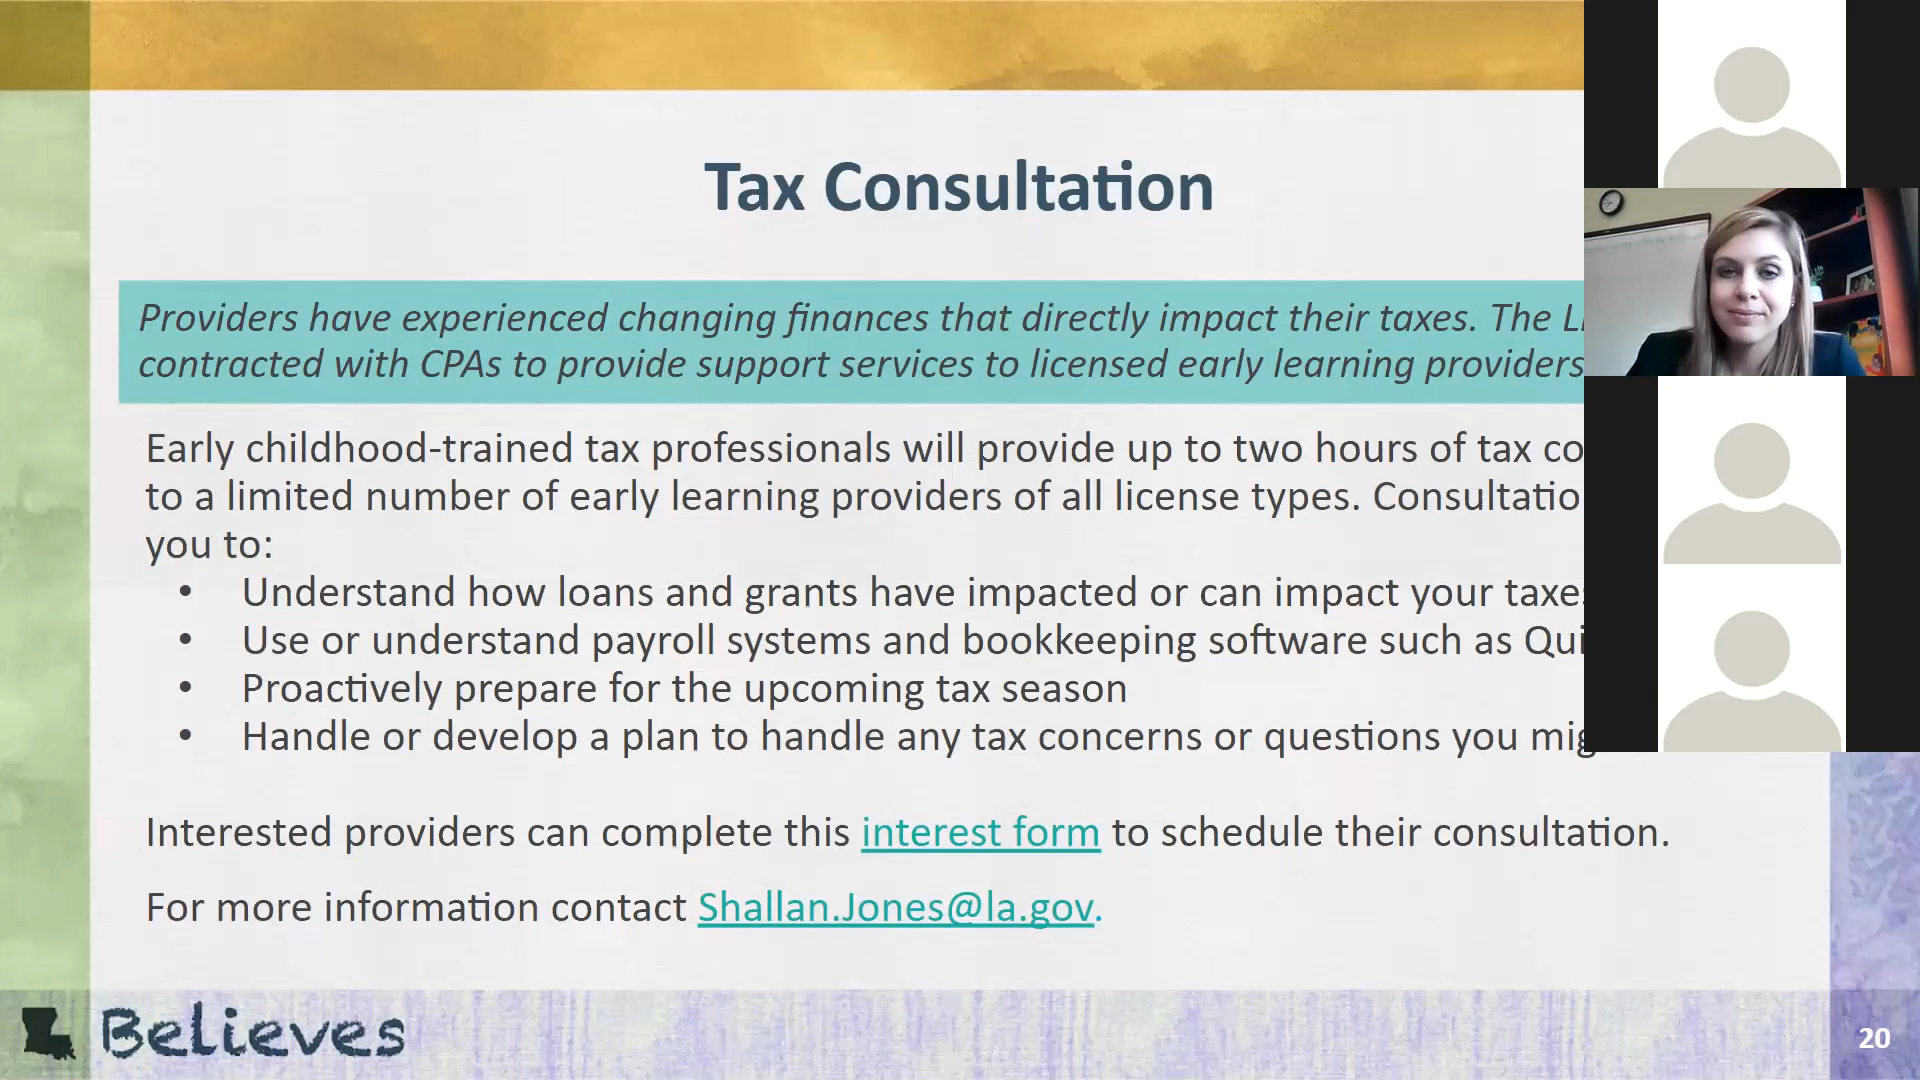 Tax Consultation
Providers have experienced changing finances that directly impact their taxes. The
contracted with CPAs to provide support services to licensed early learning providers
Early childhood-trained tax professionals will provide up to two hours of tax
to a limited number of early learning providers of all license types.
you to:
• Understand how loans and grants have impacted or can impact your
• Use or understand payroll systems and bookkeeping software such as
• Proactively prepare for the upcoming tax season
• Handle or develop a plan to handle any tax concerns or questions you
Interested providers can complete this interest form to schedule their consultation.
For more information contact Shallan.Jones@la.gov.
Believes
20